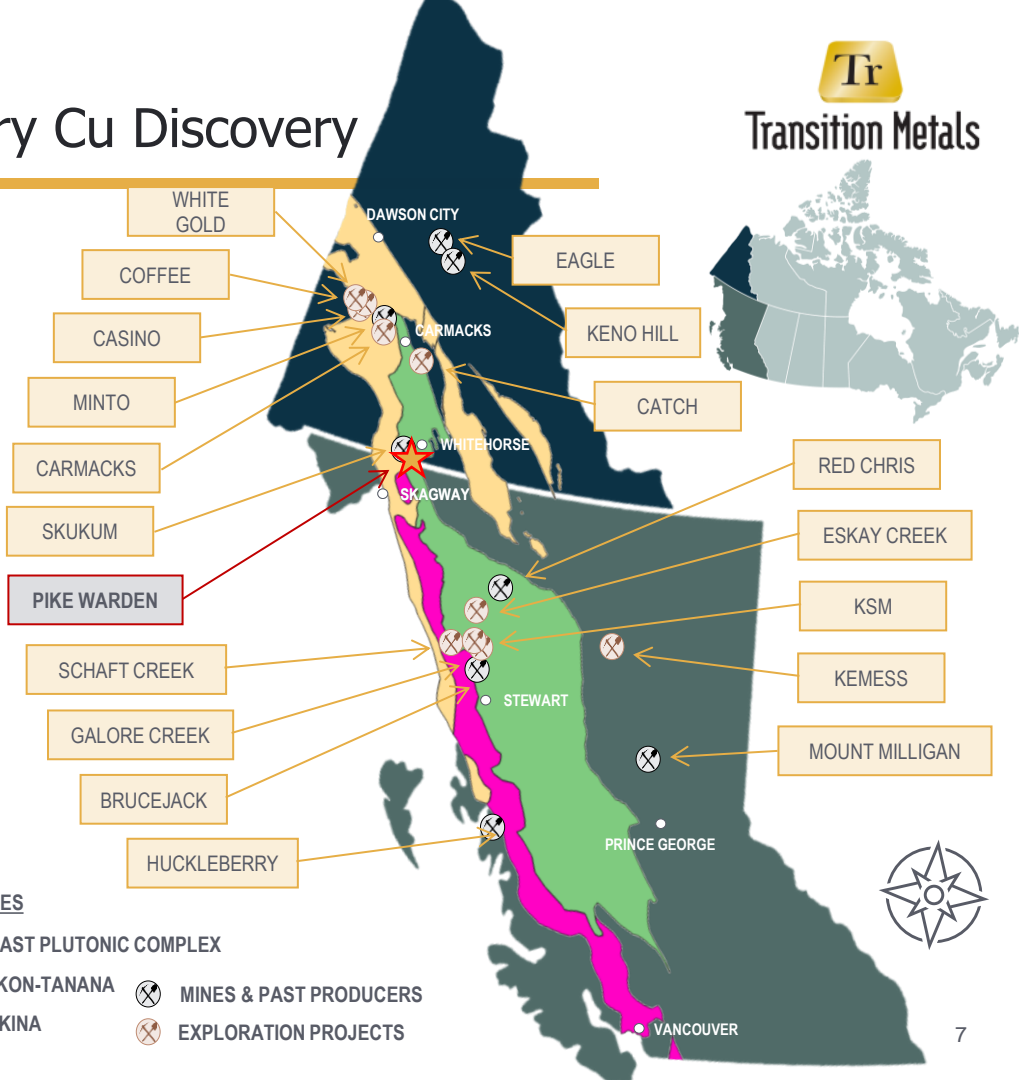 Tr
Transition Metals
ry Cu Discovery
WHITE
GOLD
DAWSON CITY
COFFEE
EAGLE
CASINO
CARMACKS
KENO HILL
MINTO
CATCH
CARMACKS
WHITEHORSE
RED CHRIS
SKUKUM
SKAGWAY
ESKAY CREEK
PIKE WARDEN
KSM
SCHAFT CREEK
KEMESS
GALORE CREEK
STEWART
MOUNT MILLIGAN
BRUCEJACK
HUCKLEBERRY
PRINCE GEORGE
ES
AST PLUTONIC COMPLEX
KON-TANANA
MINES & PAST PRODUCERS
KINA
EXPLORATION PROJECTS
VANCOUVER
7